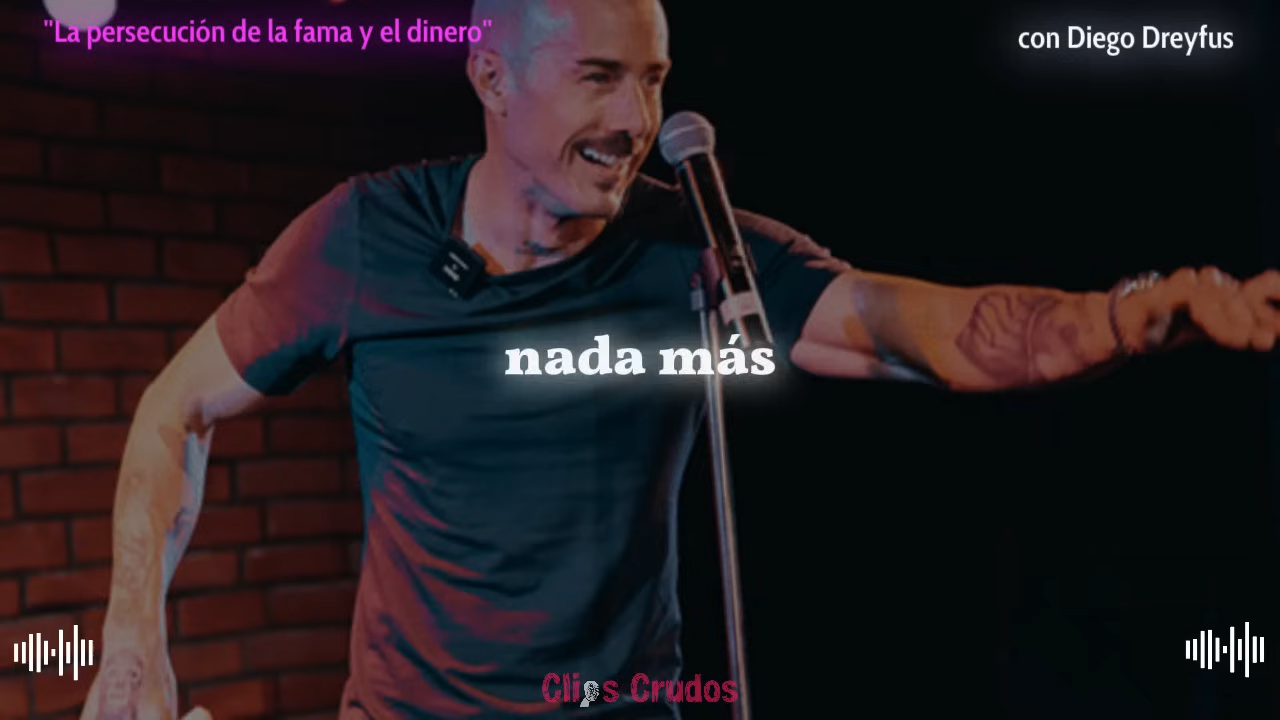 "La persecución de la fama y el dinero"
con Diego Dreyfus
nada más
Clips Crudos